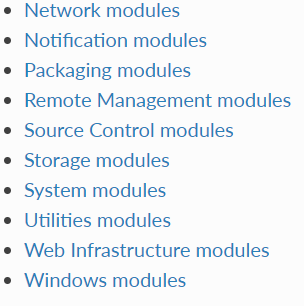 Network modules
Notification modules
Packaging modules
Remote Management modules
Source Control modules
Storage modules
System modules
Utilities modules
Web Infrastructure modules
Windows modules